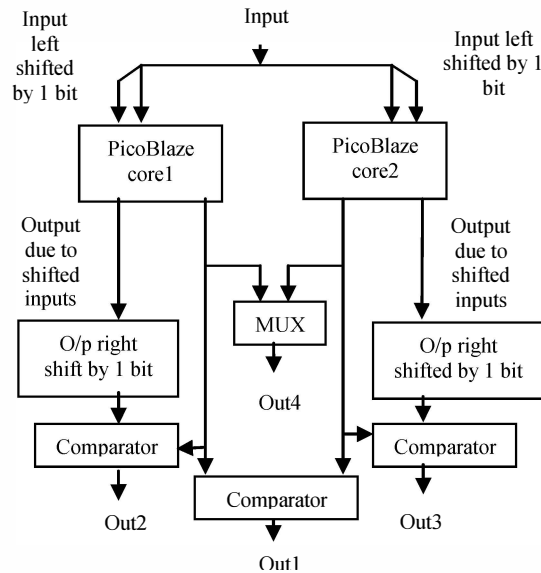 Input
Input
left
shifted
by 1 bit
Input left
shifted by 1
bit
PicoBlaze
core1
PicoBlaze
core2
Output
due to
shifted
inputs
Output
due to
shifted
inputs
MUX
O/p right
shift by 1 bit
O/p right
shifted by 1 bit
Out4
Comparator
Comparator
Comparator
Out2
Out3
Out1